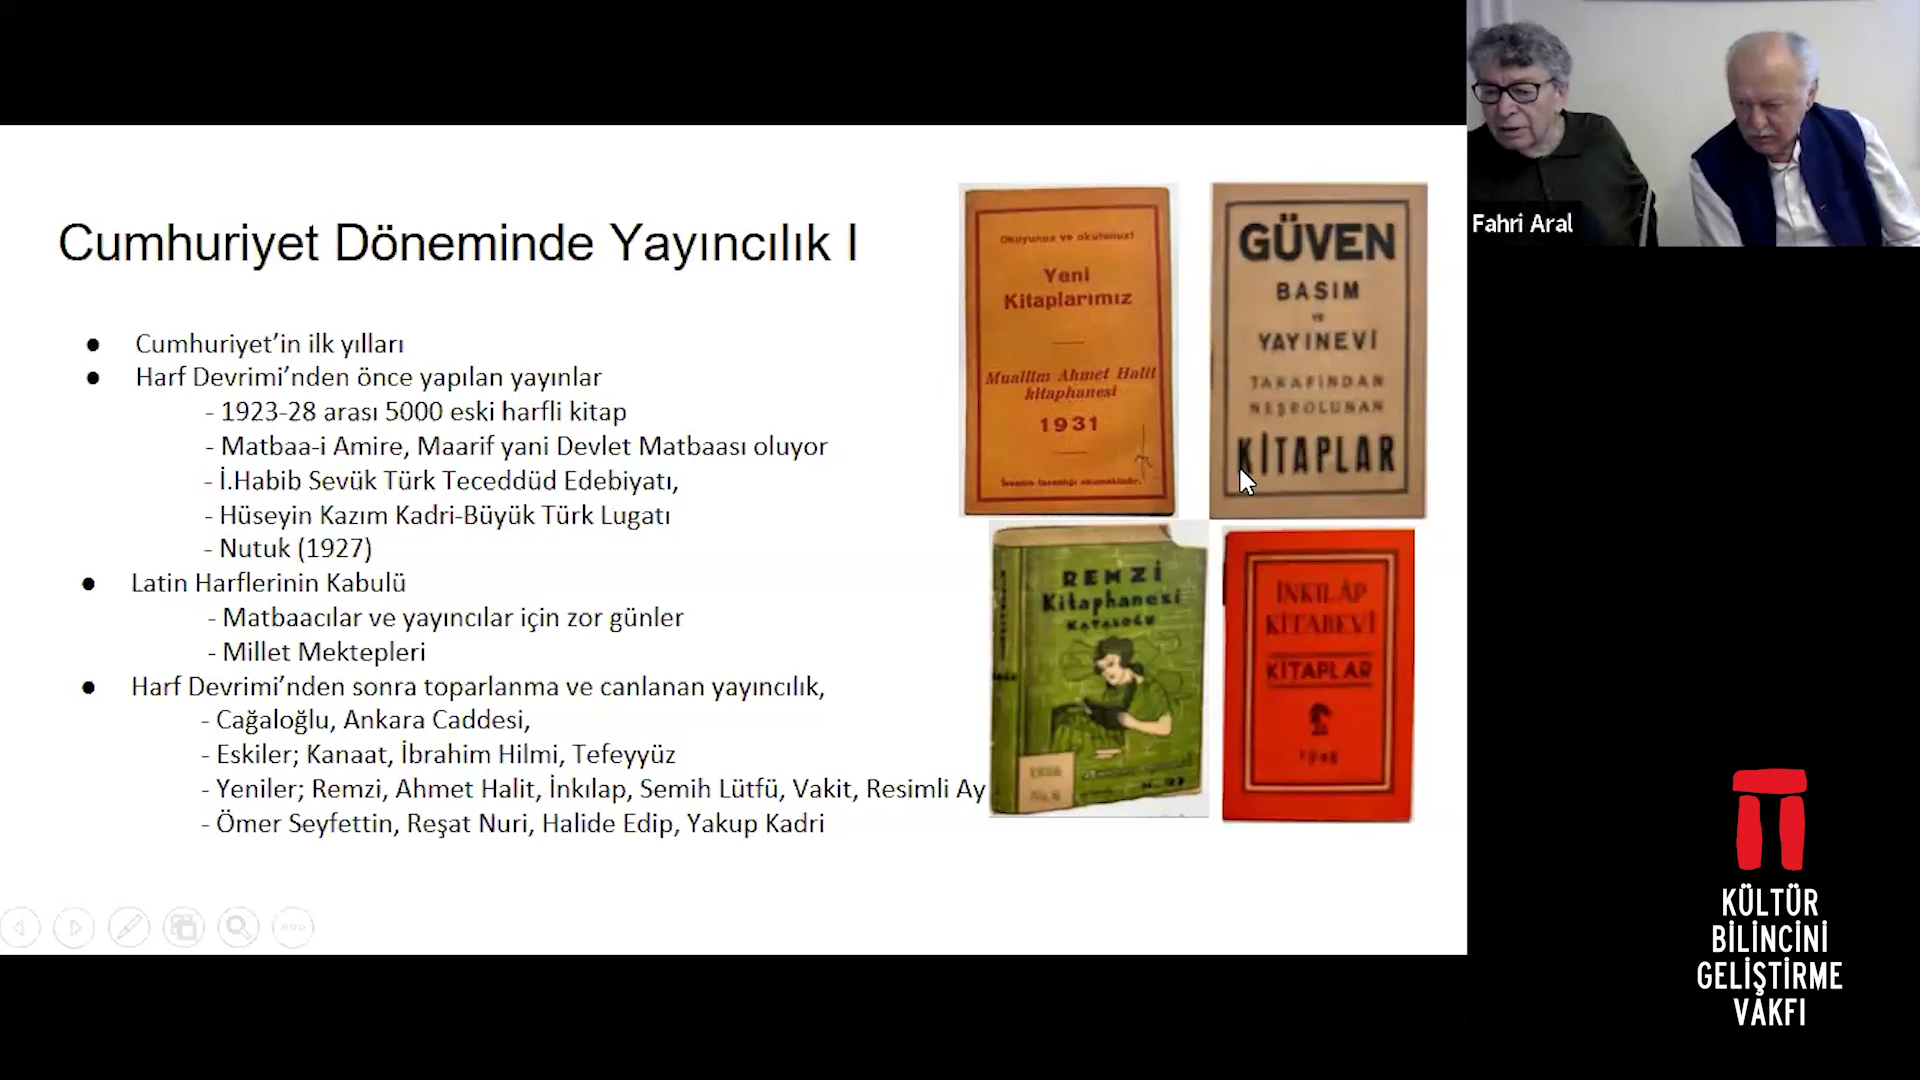 Cumhuriyet Döneminde Yayıncılık I
● Cumhuriyet’in ilk yılları
● Harf Devrimi’nden önce yapılan yayınlar
- 1923-28 arası 5000 eski harfli kitap
- Matbaa-i Amire, Maarif yani Devlet Matbaası oluyor
- İ.Habib Sevük Türk Teceddüd Edebiyatı,
- Hüseyin Kazım Kadri-Büyük Türk Lugatı
- Nutuk (1927)
● Latin Harflerinin Kabulü
- Matbaacılar ve yayıncılar için zor günler
- Millet Mektepleri
● Harf Devrimi’nden sonra toparlanma ve canlanan yayıncılık,
- Cağaloğlu, Ankara Caddesi,
- Eskiler; Kanaat, İbrahim Hilmi, Tefeyyüz
- Yeniler; Remzi, Ahmet Halit, İnkılap, Semih Lütfü, Vakit, Resimli Ay
- Ömer Seyfettin, Reşat Nuri, Halide Edip, Yakup Kadri
Okuyunuz ve okutunuz!
Yeni
Kitaplarımız
Muallim Ahmet Halit
kitaphanesi
1931
GÜVEN
BASIM
ve
YAYINEVİ
TARAFINDAN
NEŞROLUNAN
KİTAPLAR
REMZİ
Kitaphanesi
KATALOĞU
İNKILÂP
KİTABEVİ
KİTAPLAR
Fahri Aral
KÜLTÜR
BİLİNCİNİ
GELİŞTİRME
VAKFI